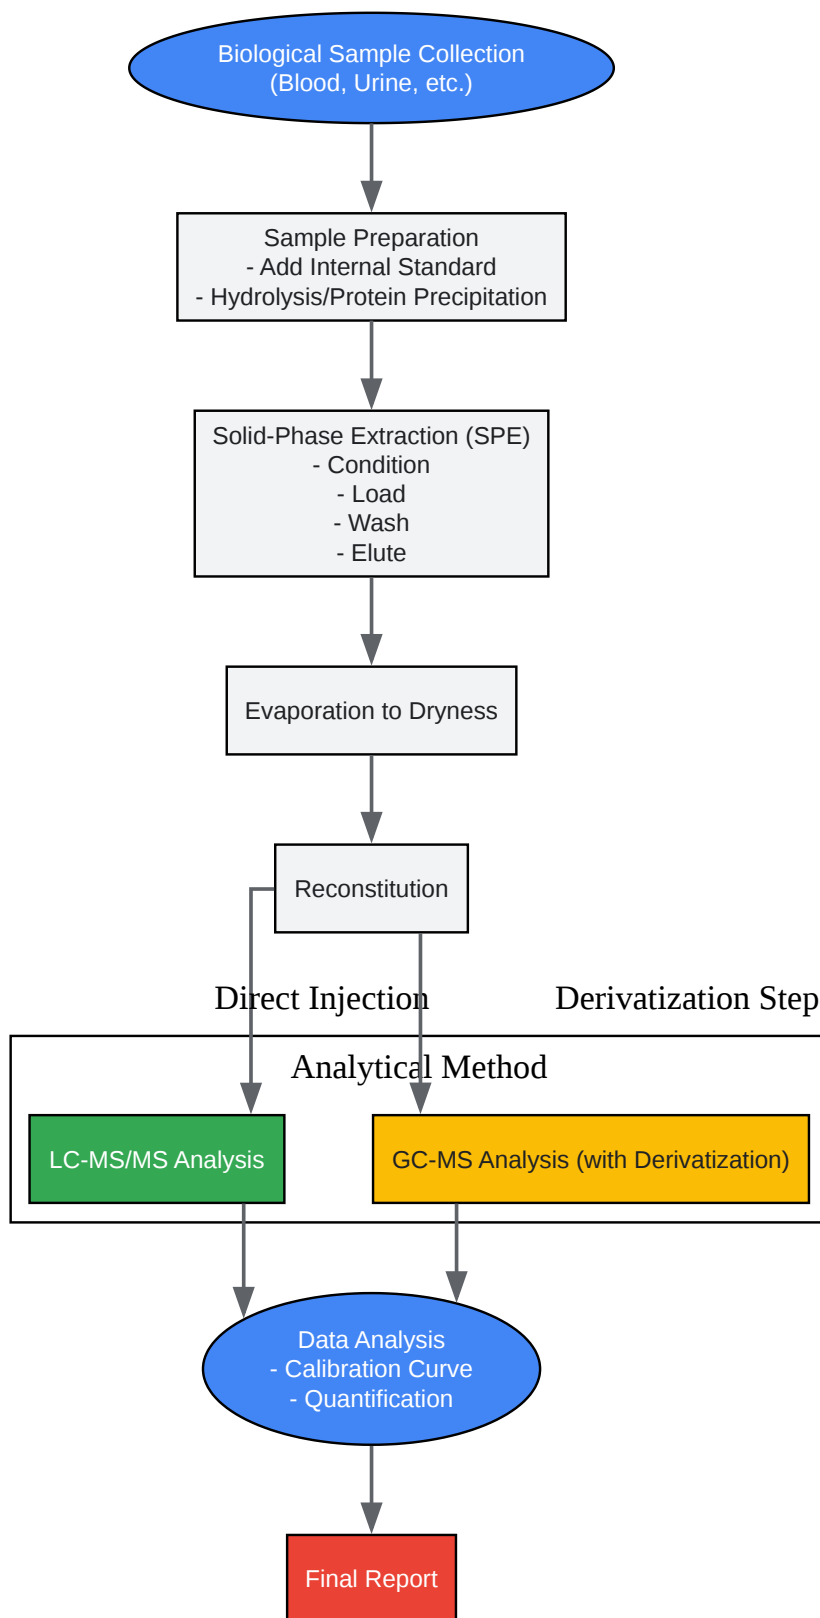 Biological Sample Collection
(Blood, Urine, etc.)
Sample Preparation
- Add Internal Standard
- Hydrolysis/Protein Precipitation
Solid-Phase Extraction (SPE)
- Condition
- Load
- Wash
- Elute
Evaporation to Dryness
Reconstitution
Direct Injection
Derivatization Step
Analytical Method
LC-MS/MS Analysis
GC-MS Analysis (with Derivatization)
Data Analysis
- Calibration Curve
- Quantification
Final Report